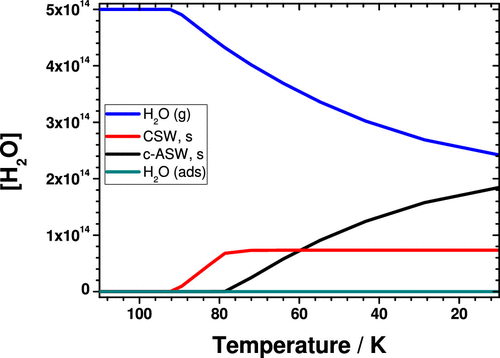 5x10¹⁴
4x10¹⁴
3x10¹⁴
2x10¹⁴
1x10¹⁴
0
[H₂O]
H₂O (g)
CSW, s
c-ASW, s
H₂O (ads)
100 80 60 40 20
Temperature / K